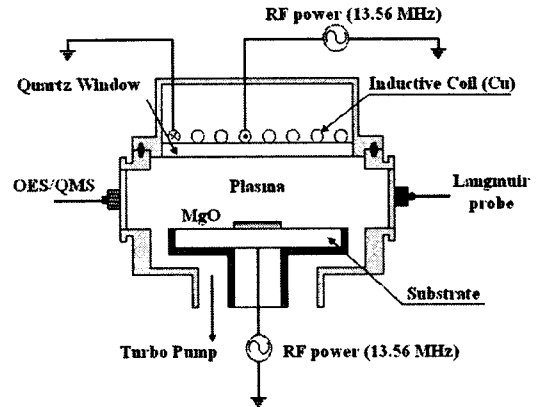 RF power (13.56 MHz)
Quartz Window
Inductive Coil (Cu)
OES/QMS
Plasma
Langmuir
probe
MgO
Substrate
Turbo Pump
RF power (13.56 MHz)